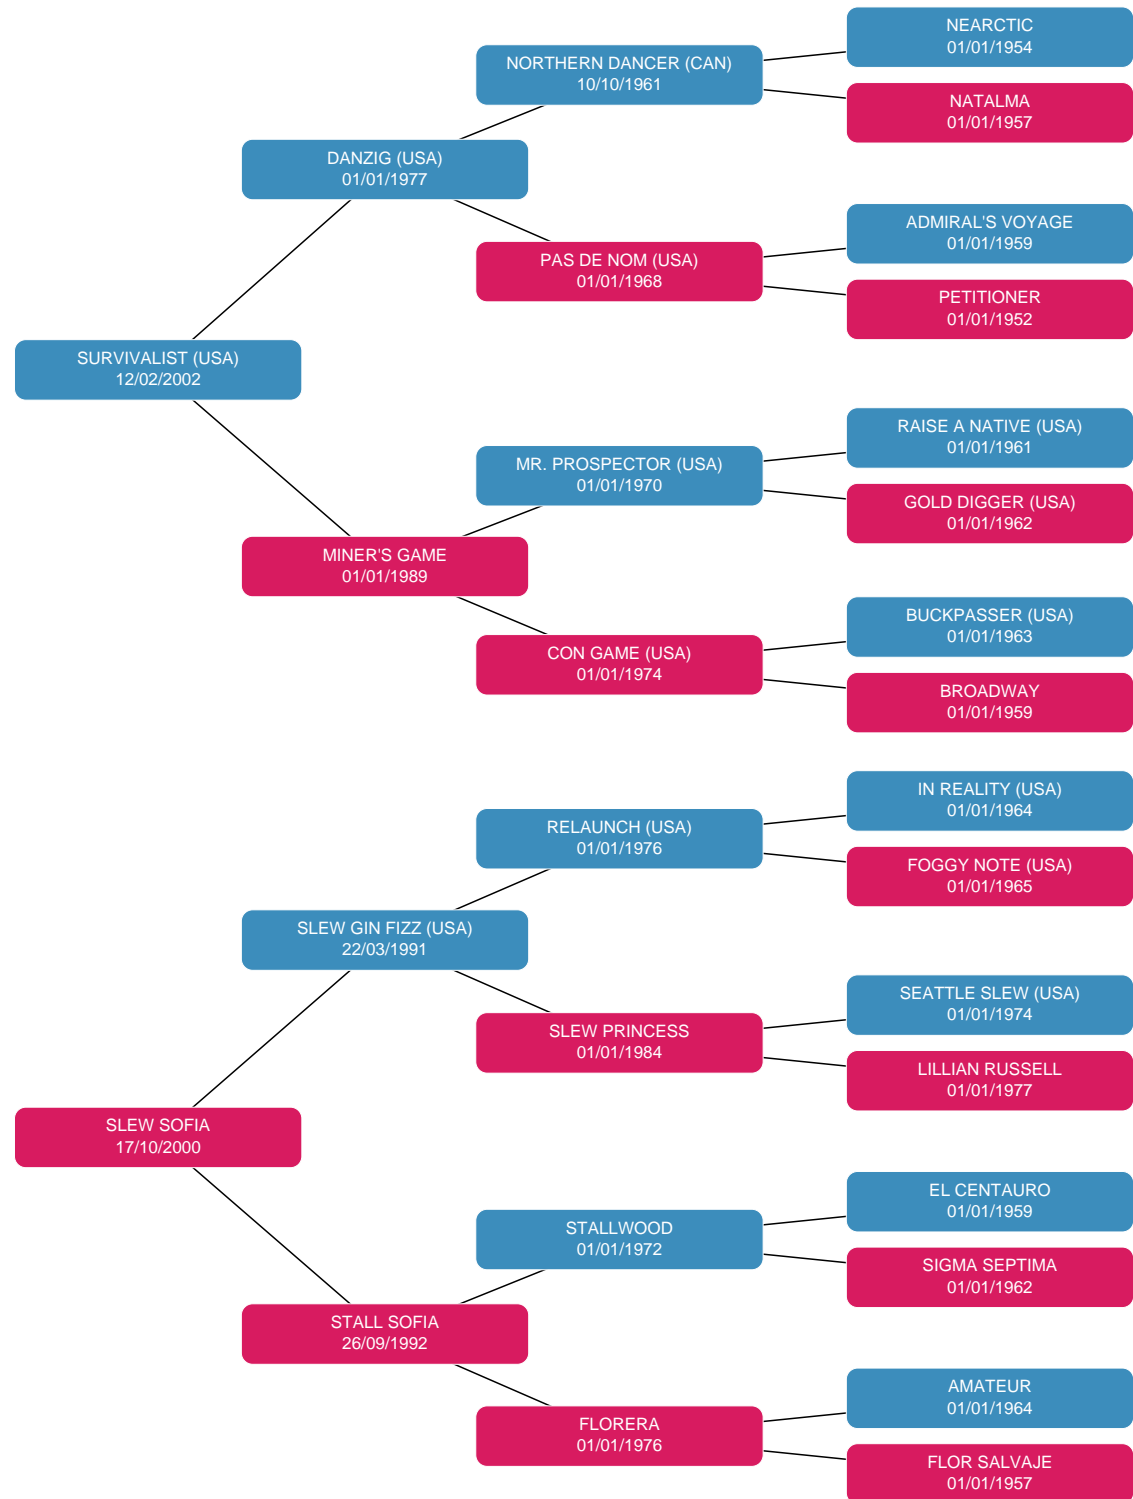 NEARCTIC
01/01/1954
NORTHERN DANCER (CAN)
10/10/1961
NATALMA
01/01/1957
DANZIG (USA)
01/01/1977
ADMIRAL'S VOYAGE
01/01/1959
PAS DE NOM (USA)
01/01/1968
PETITIONER
01/01/1952
SURVIVALIST (USA)
12/02/2002
RAISE A NATIVE (USA)
01/01/1961
MR. PROSPECTOR (USA)
01/01/1970
GOLD DIGGER (USA)
01/01/1962
MINER'S GAME
01/01/1989
BUCKPASSER (USA)
01/01/1963
CON GAME (USA)
01/01/1974
BROADWAY
01/01/1959
IN REALITY (USA)
01/01/1964
RELAUNCH (USA)
01/01/1976
FOGGY NOTE (USA)
01/01/1965
SLEW GIN FIZZ (USA)
22/03/1991
SEATTLE SLEW (USA)
01/01/1974
SLEW PRINCESS
01/01/1984
LILLIAN RUSSELL
01/01/1977
SLEW SOFIA
17/10/2000
EL CENTAURO
01/01/1959
STALLWOOD
01/01/1972
SIGMA SEPTIMA
01/01/1962
STALL SOFIA
26/09/1992
AMATEUR
01/01/1964
FLORERA
01/01/1976
FLOR SALVAJE
01/01/1957